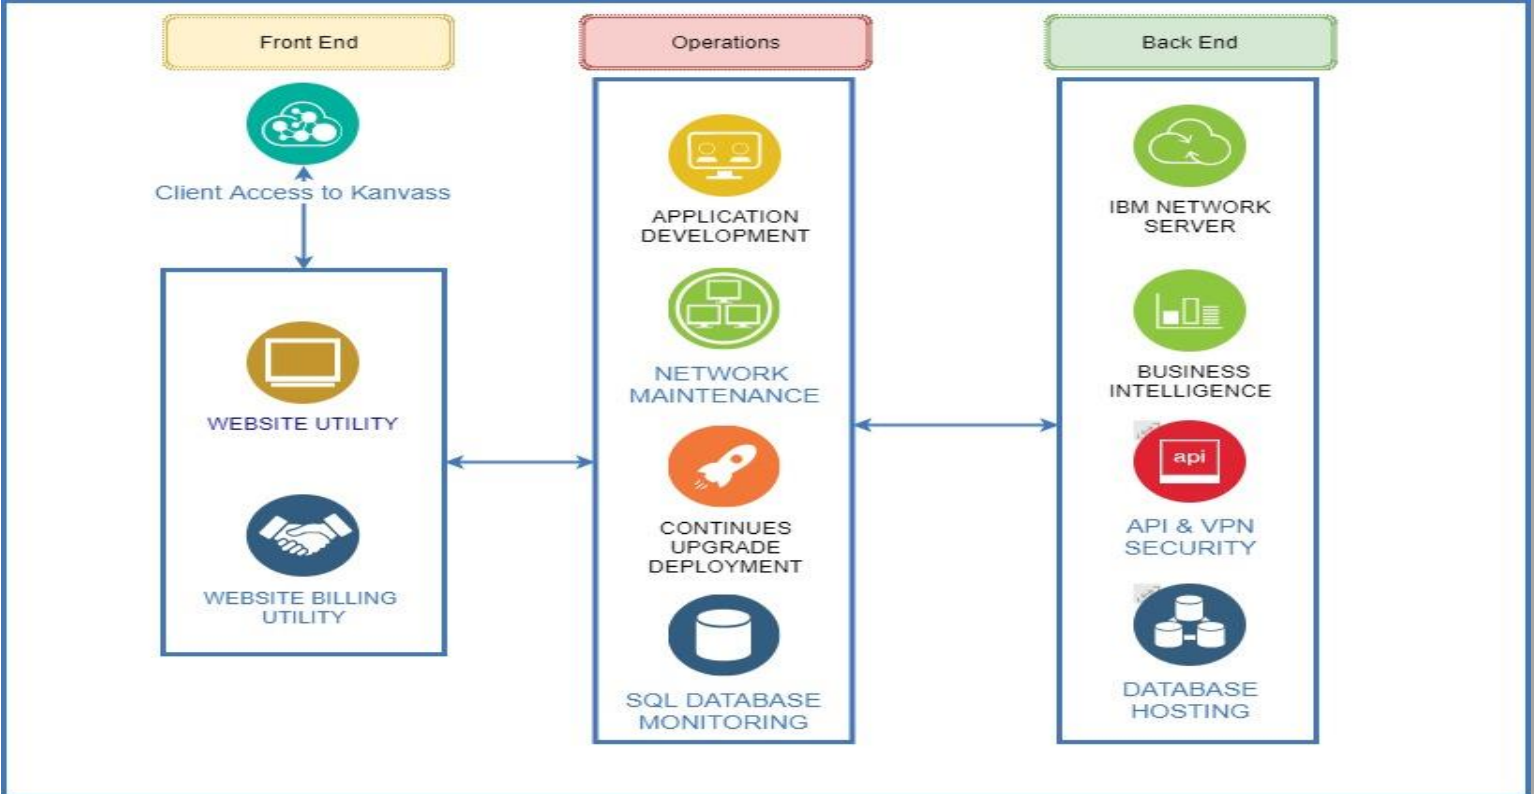 Front End
Operations
Back End
Client Access to Kanvass
WEBSITE UTILITY
WEBSITE BILLING
UTILITY
APPLICATION
DEVELOPMENT
NETWORK
MAINTENANCE
CONTINUES
UPGRADE
DEPLOYMENT
SQL DATABASE
MONITORING
IBM NETWORK
SERVER
BUSINESS
INTELLIGENCE
api
API & VPN
SECURITY
DATABASE
HOSTING